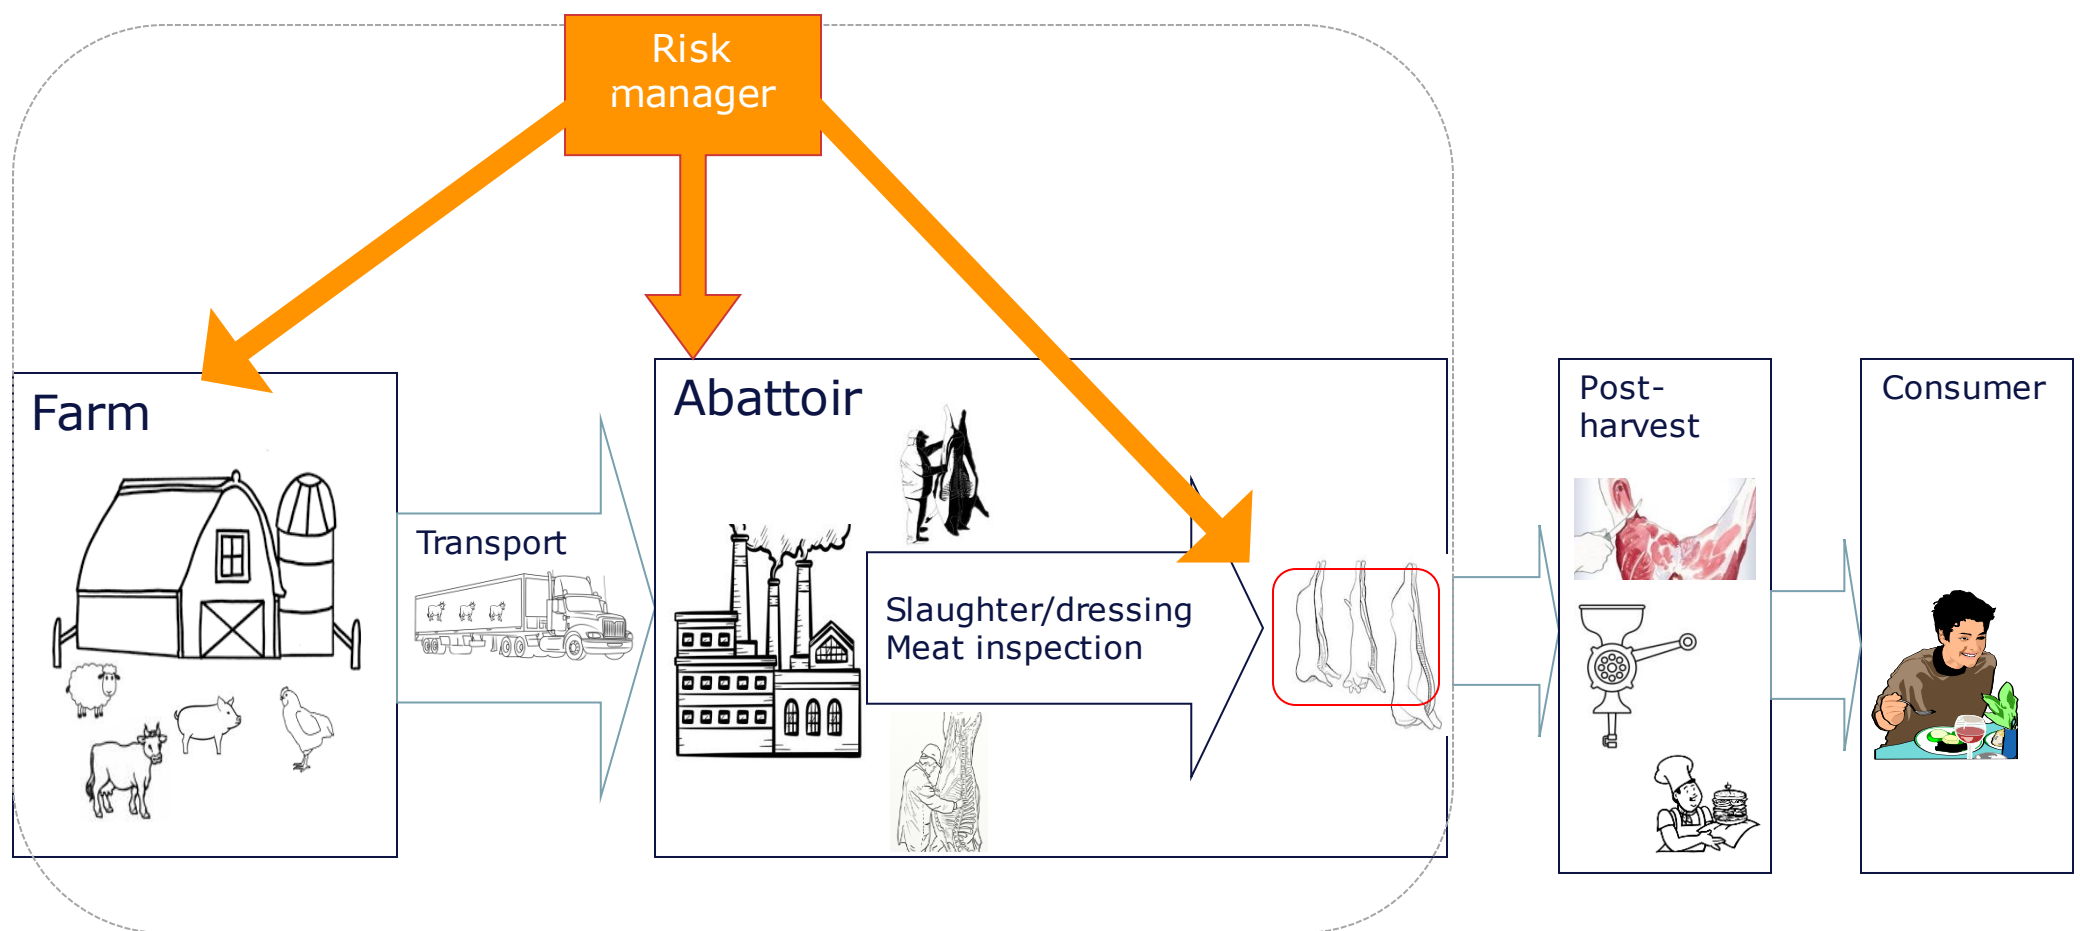 Risk
manager
Farm
Transport
Abattoir
Slaughter/dressing
Meat inspection
Post-
harvest
Consumer